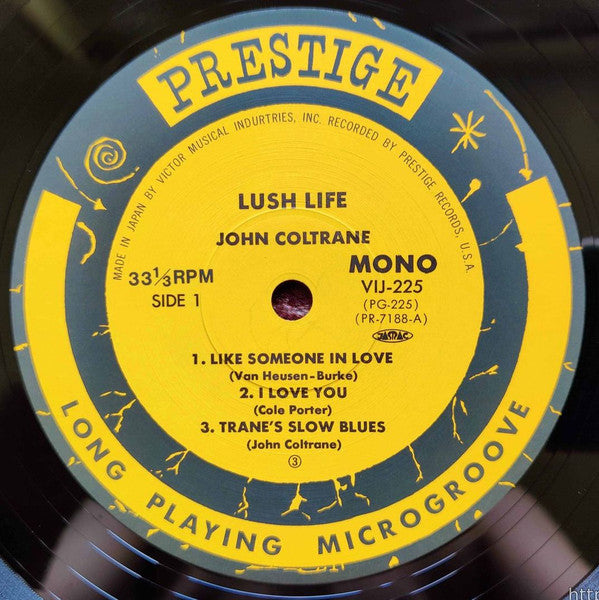 PRESTIGE
MADE IN JAPAN BY VICTOR MUSICAL INDURTRIES, INC. RECORDED BY PRESTIGE RECORDS, U.S.A.
LUSH LIFE
JOHN COLTRANE
33⅓RPM
SIDE 1
MONO
VIJ-225
(PG-225)
(PR-7188-A)
JASRAC
1. LIKE SOMEONE IN LOVE
(Van Heusen-Burke)
2. I LOVE YOU
(Cole Porter)
3. TRANE'S SLOW BLUES
(John Coltrane)
③
LONG PLAYING MICROGROOVE
htt